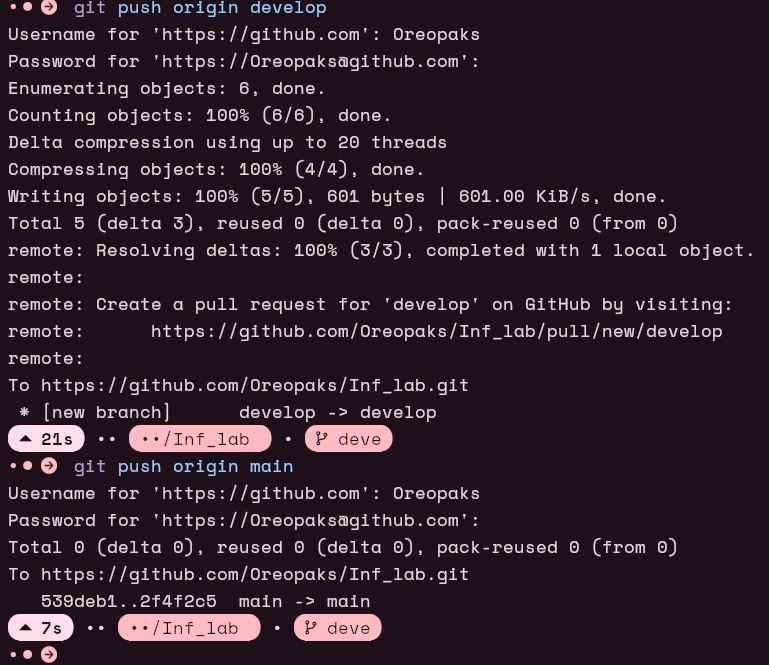 git push origin develop
Username for 'https://github.com': Oreopaks
Password for 'https://Oreopaks@github.com':
Enumerating objects: 6, done.
Counting objects: 100% (6/6), done.
Delta compression using up to 20 threads
Compressing objects: 100% (4/4), done.
Writing objects: 100% (5/5), 601 bytes | 601.00 KiB/s, done.
Total 5 (delta 3), reused 0 (delta 0), pack-reused 0 (from 0)
remote: Resolving deltas: 100% (3/3), completed with 1 local object.
remote:
remote: Create a pull request for 'develop' on GitHub by visiting:
remote:      https://github.com/Oreopaks/Inf_lab/pull/new/develop
remote:
To https://github.com/Oreopaks/Inf_lab.git
 * [new branch]      develop -> develop
21s •• ••/Inf_lab • deve
git push origin main
Username for 'https://github.com': Oreopaks
Password for 'https://Oreopaks@github.com':
Total 0 (delta 0), reused 0 (delta 0), pack-reused 0 (from 0)
To https://github.com/Oreopaks/Inf_lab.git
   539deb1..2f4f2c5  main -> main
7s •• ••/Inf_lab • deve